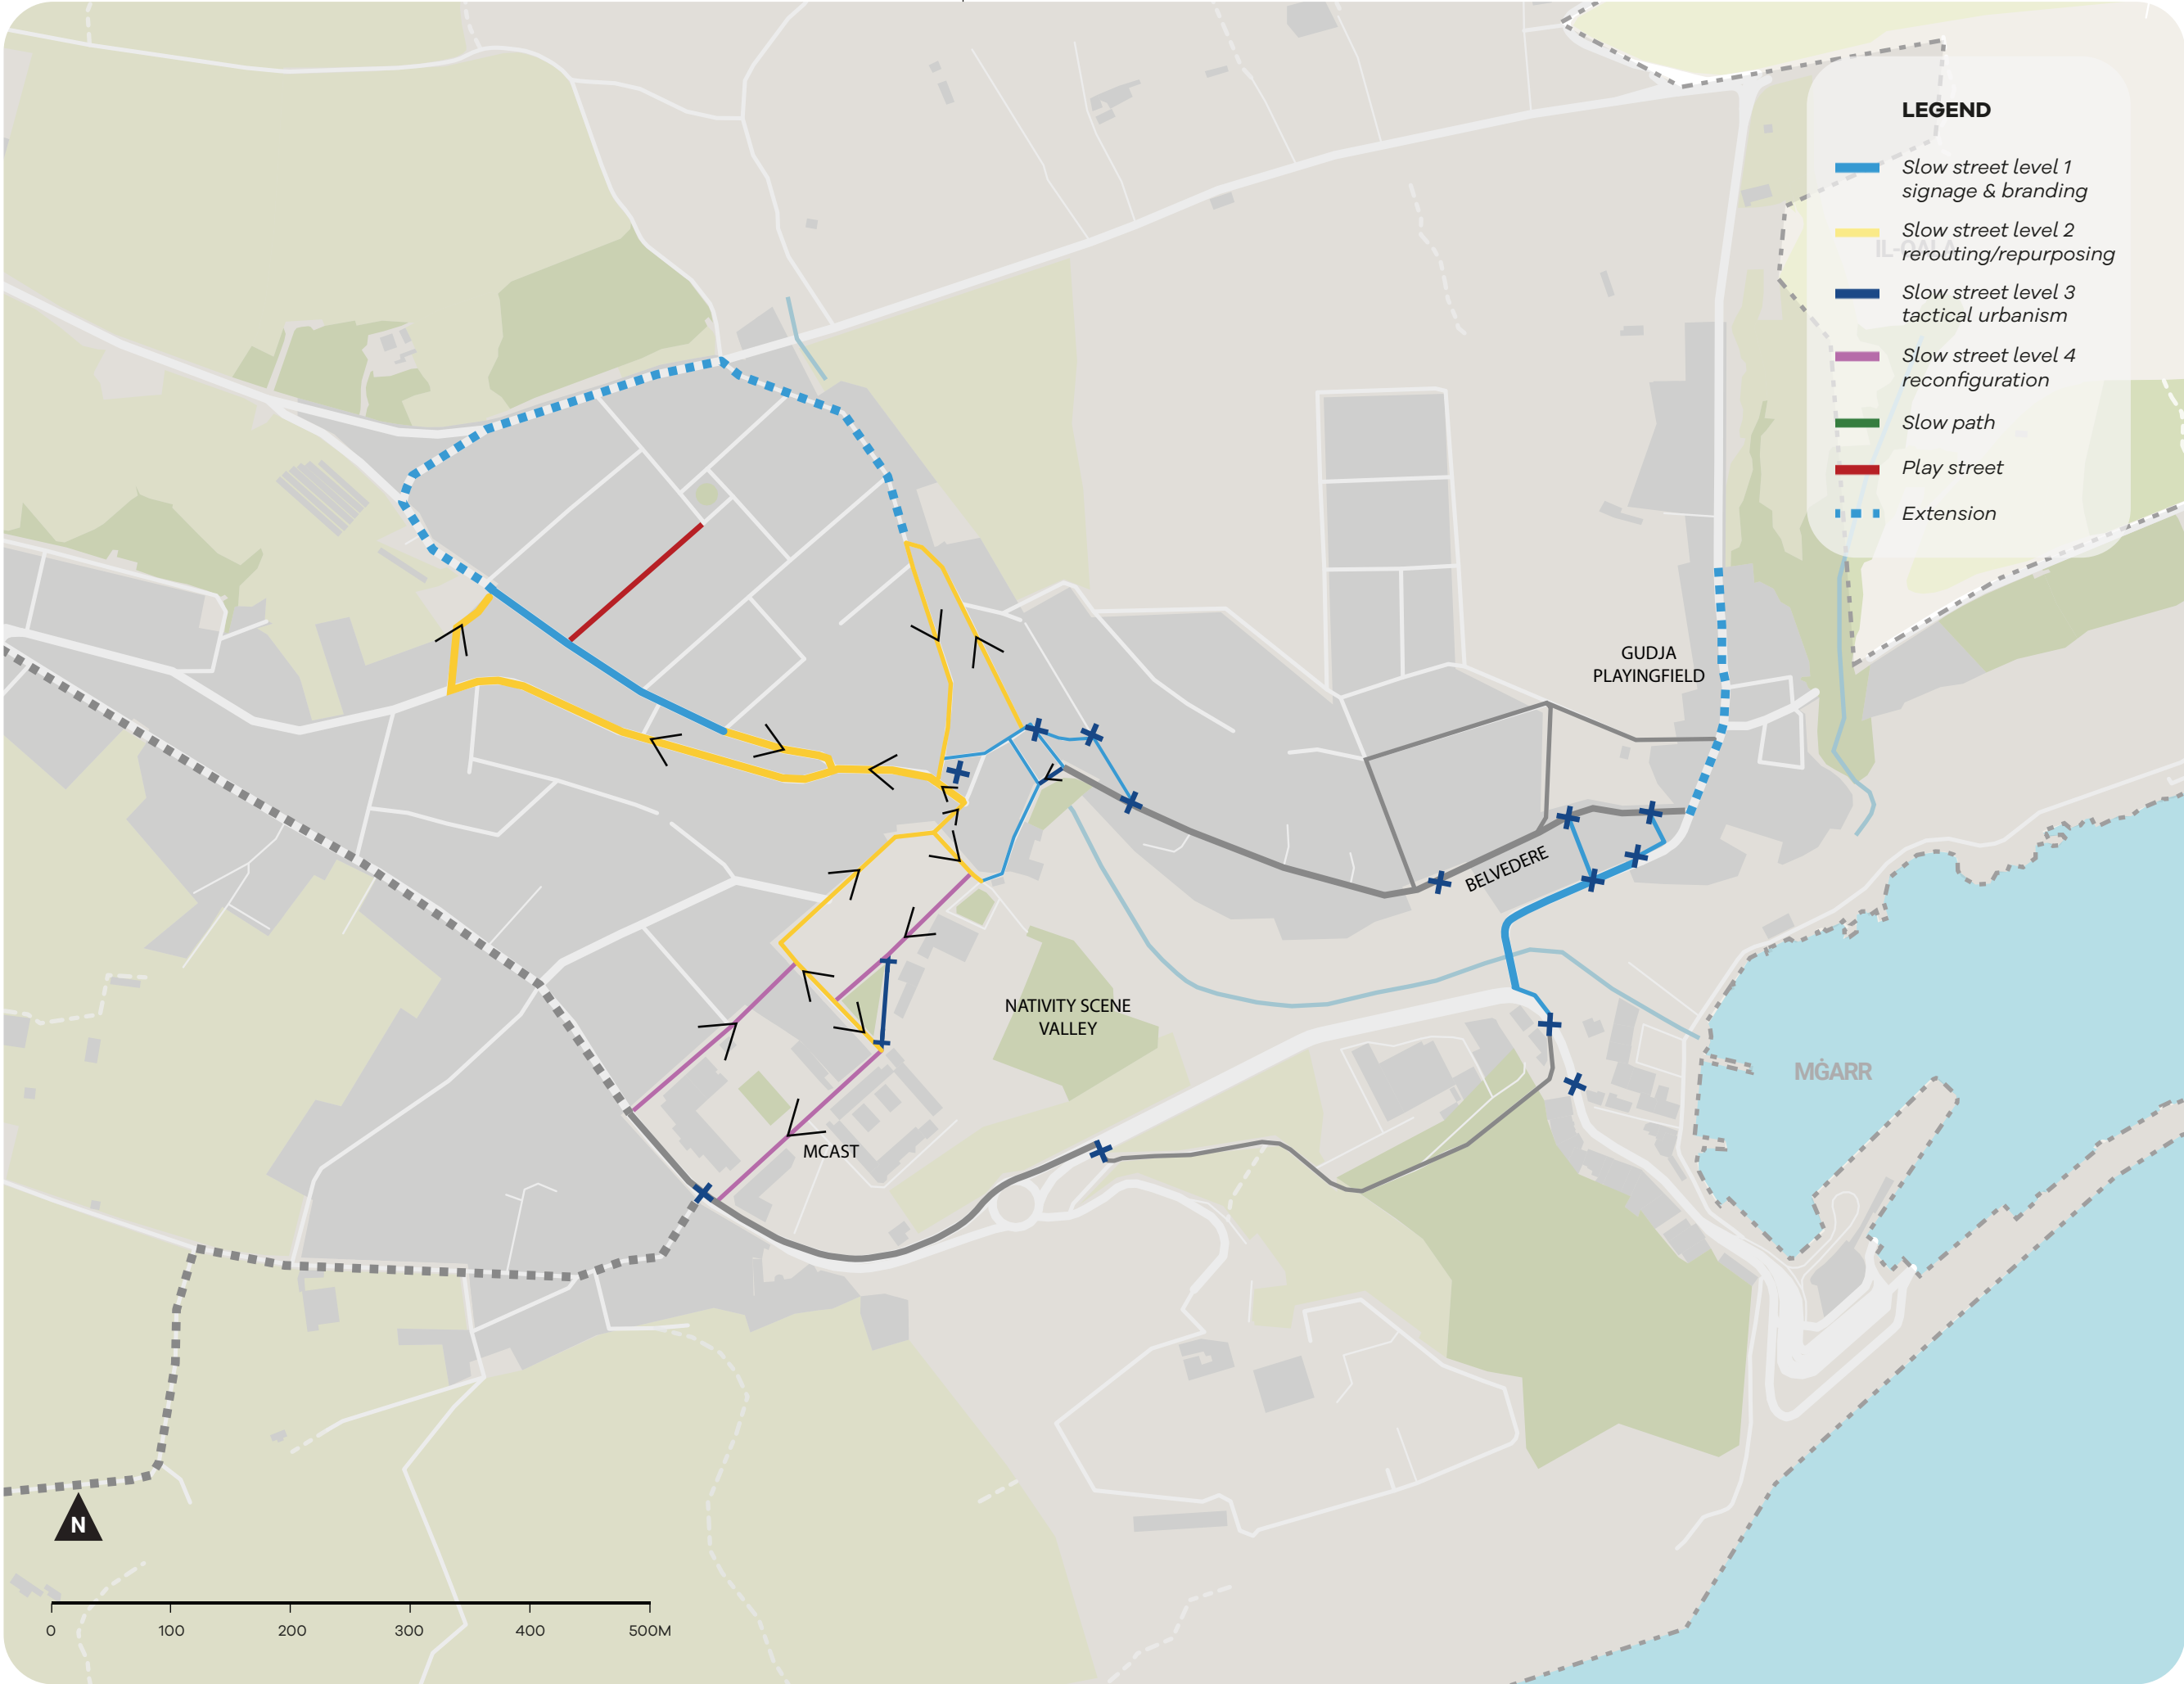 LEGEND
Slow street level 1
signage & branding
Slow street level 2
rerouting/repurposing
IL-QALA
Slow street level 3
tactical urbanism
Slow street level 4
reconfiguration
Slow path
Play street
Extension
GUDJA
PLAYINGFIELD
BELVEDERE
NATIVITY SCENE
VALLEY
MĠARR
MCAST
N
0 100 200 300 400 500M